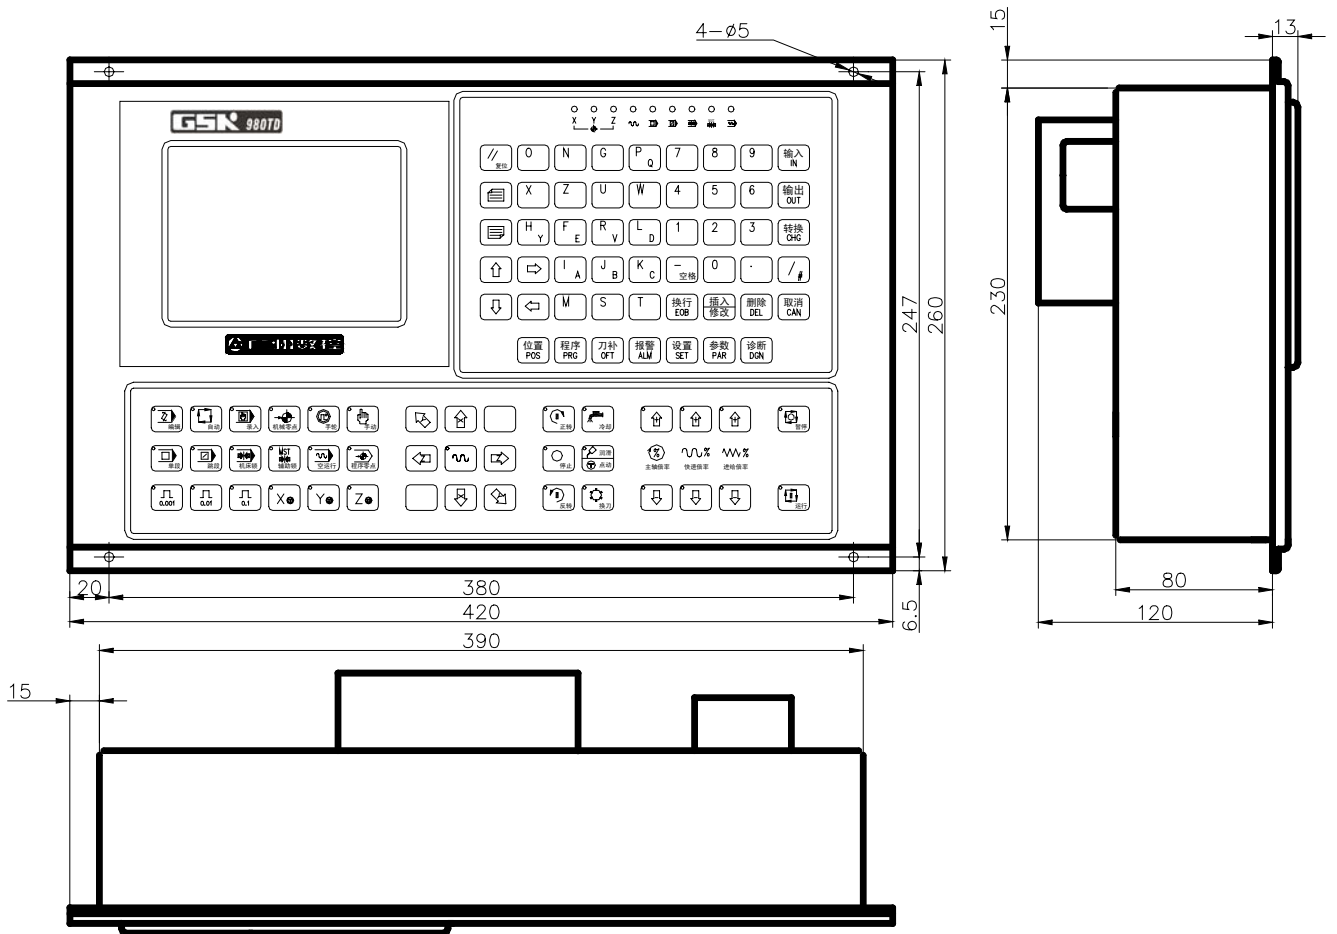 4-ø5
15
13
GSK 980TD
X Y Z
// 复位 O N G P Q 7 8 9 输入 IN
X Z U W 4 5 6 输出 OUT
H Y F E R V L D 1 2 3 转换 CHG
I A J B K C - 空格 0 . / #
M S T 换行 EOB 插入 修改 删除 DEL 取消 CAN
位置 POS 程序 PRG 刀补 OFT 报警 ALM 设置 SET 参数 PAR 诊断 DGN
编辑 自动 录入 机械零点 手轮 手动 正转 冷却 暂停
MST
单段 跳段 机床锁 辅助锁 空运行 程序零点 停止 润滑 点动 % 主轴倍率 % 快速倍率 % 进给倍率
0.001 0.01 0.1 X Y Z 反转 换刀 运行
247
260
230
20
380
420
6.5
80
120
390
15